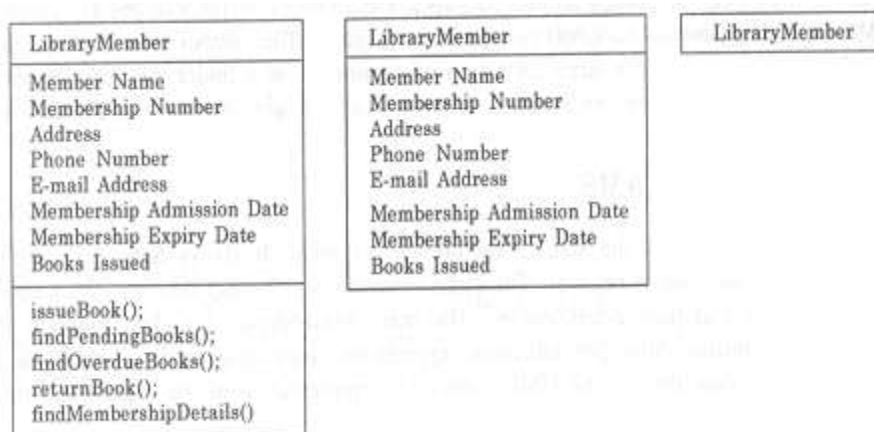 LibraryMember
Member Name
Membership Number
Address
Phone Number
E-mail Address
Membership Admission Date
Membership Expiry Date
Books Issued
issueBook();
findPendingBooks();
findOverdueBooks();
returnBook();
findMembershipDetails()
LibraryMember
Member Name
Membership Number
Address
Phone Number
E-mail Address
Membership Admission Date
Membership Expiry Date
Books Issued
LibraryMember